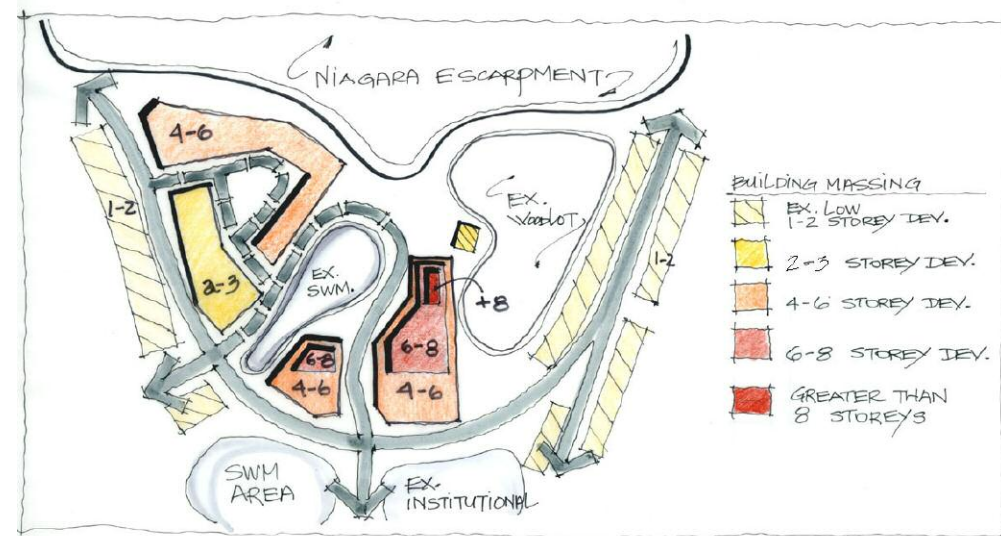 NIAGARA ESCARPMENT
4-6
1-2
2-3
EX.
SWM.
EX.
WOODLOT
+8
6-8
4-6
6-8
4-6
1-2
SWM
AREA
EX.
INSTITUTIONAL
BUILDING MASSING
EX. LOW
1-2 STOREY DEV.
2-3 STOREY DEV.
4-6 STOREY DEV.
6-8 STOREY DEV.
GREATER THAN
8 STOREYS